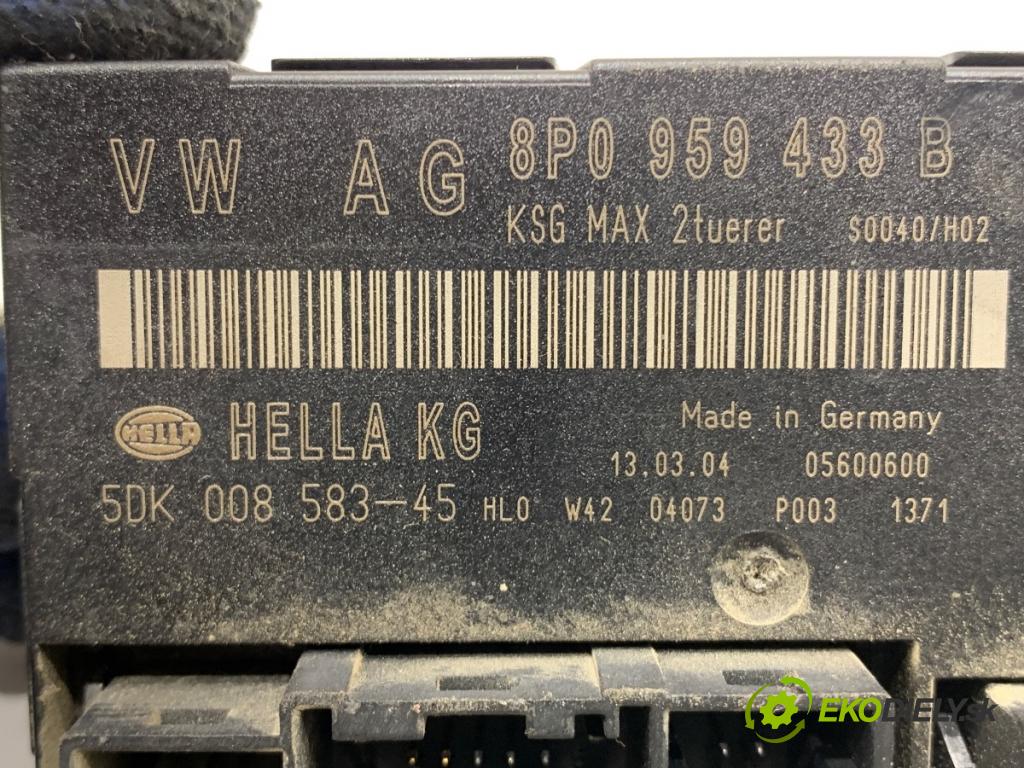 VW AG 8P0 959 433 B
KSG MAX 2tuerer S0040/H02
HELLA HELLA KG Made in Germany
13.03.04 05600600
5DK 008 583-45 HLO W42 04073 P003 1371
EKODIELY.sk